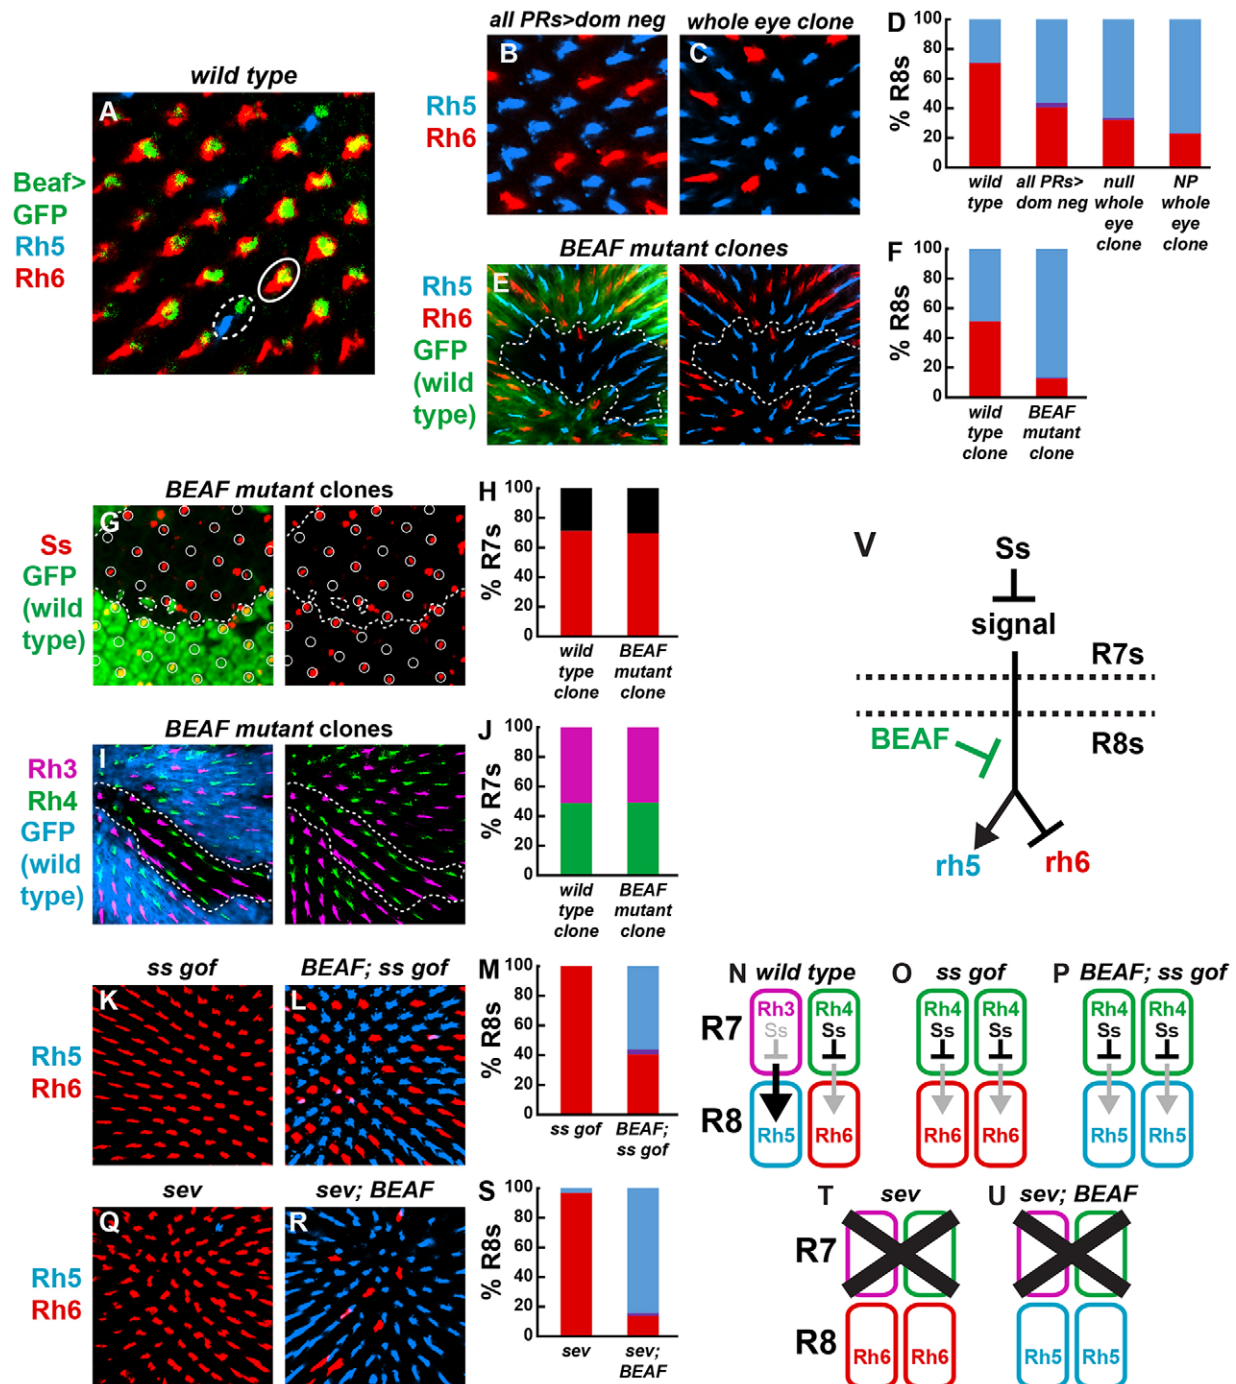 wild type
A
Beaf>
GFP
Rh5
Rh6
all PRs>dom neg
whole eye clone
B
C
Rh5
Rh6
D
% R8s
100
80
60
40
20
0
wild
type
all PRs>
dom neg
null
whole
eye
clone
NP
whole
eye
clone
BEAF mutant clones
E
Rh5
Rh6
GFP
(wild
type)
F
% R8s
100
80
60
40
20
0
wild
type
clone
BEAF
mutant
clone
BEAF mutant clones
G
Ss
GFP
(wild
type)
H
% R7s
100
80
60
40
20
0
wild
type
clone
BEAF
mutant
clone
BEAF mutant clones
I
Rh3
Rh4
GFP
(wild
type)
J
% R7s
100
80
60
40
20
0
wild
type
clone
BEAF
mutant
clone
V
Ss
signal
R7s
R8s
BEAF
rh5
rh6
ss gof
BEAF; ss gof
K
L
Rh5
Rh6
M
% R8s
100
80
60
40
20
0
ss gof
BEAF;
ss gof
N wild type
O ss gof
P BEAF; ss gof
R7
Rh3
Ss
Rh4
Ss
Rh4
Ss
Rh4
Ss
Rh4
Ss
Rh4
Ss
R8
Rh5
Rh6
Rh6
Rh6
Rh5
Rh5
sev
sev; BEAF
Q
R
Rh5
Rh6
S
% R8s
100
80
60
40
20
0
sev
sev;
BEAF
T sev
U sev; BEAF
R7
R8
Rh6
Rh6
Rh5
Rh5